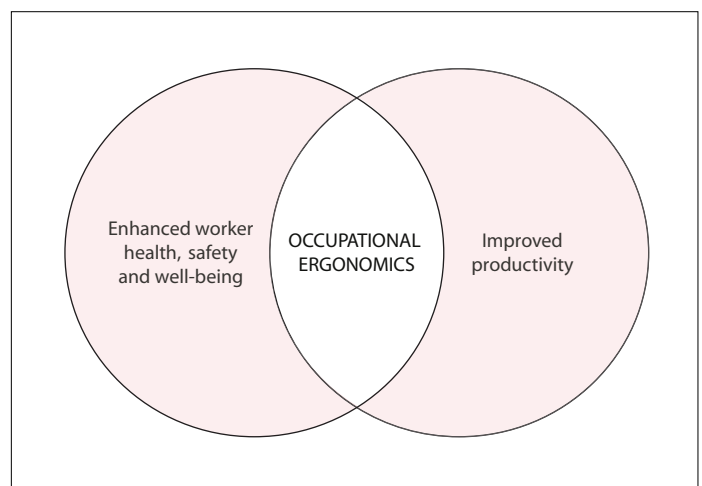 Enhanced worker
health, safety
and well-being
OCCUPATIONAL
ERGONOMICS
Improved
productivity